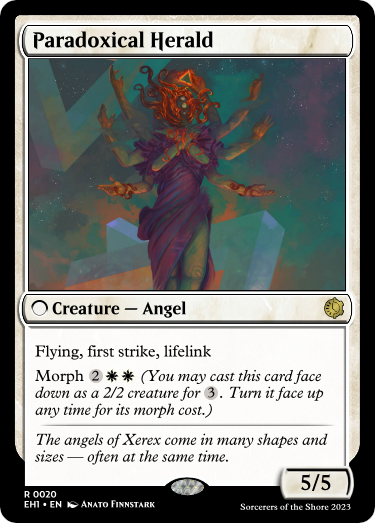 Paradoxical Herald
Creature — Angel
Flying, first strike, lifelink
Morph 2 (You may cast this card face
down as a 2/2 creature for 3. Turn it face up
any time for its morph cost.)
The angels of Xerex come in many shapes and
sizes — often at the same time.
5/5
R 0020
EH1 • EN Anato Finnstark
Sorcerers of the Shore 2023